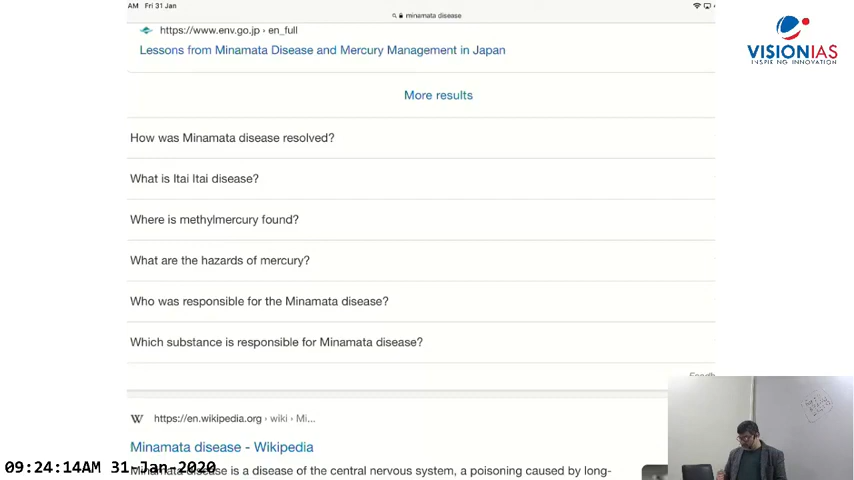 AM Fri 31 Jan
minamata disease
https://www.env.go.jp › en_full
Lessons from Minamata Disease and Mercury Management in Japan
VISIONIAS
INSPIRING INNOVATION
More results
How was Minamata disease resolved?
What is Itai Itai disease?
Where is methylmercury found?
What are the hazards of mercury?
Who was responsible for the Minamata disease?
Which substance is responsible for Minamata disease?
W https://en.wikipedia.org › wiki › Mi...
Minamata disease - Wikipedia
09:24:14AM 31-Jan-2020
Minamata disease is a disease of the central nervous system, a poisoning caused by long-